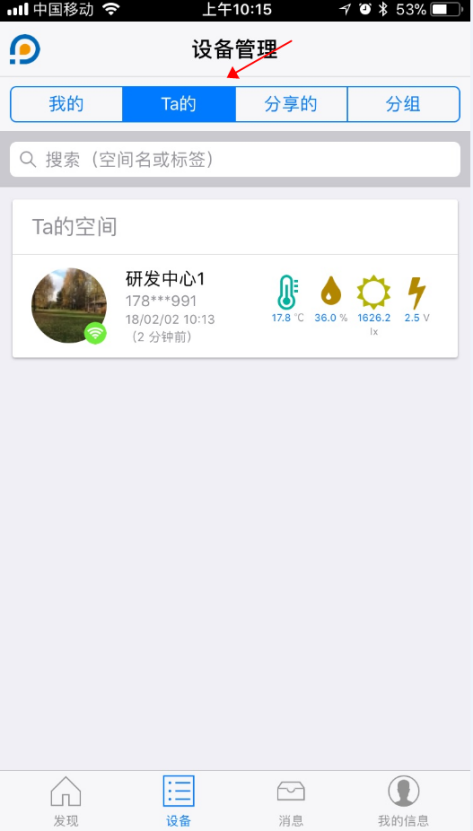 中国移动 上午10:15 53%
设备管理
我的 Ta的 分享的 分组
搜索（空间名或标签）
Ta的空间
研发中心1
178***991
18/02/02 10:13
（2 分钟前）
17.8 °C 36.0 % 1626.2 lx 2.5 V
发现 设备 消息 我的信息